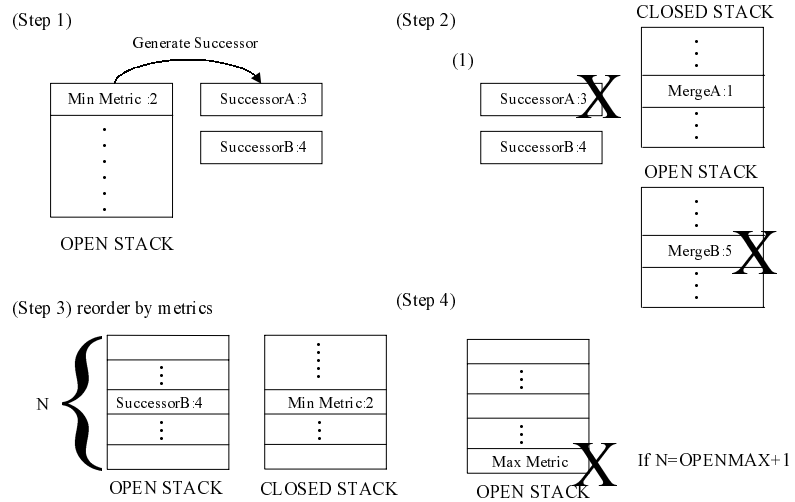 (Step 1)
Generate Successor
Min Metric :2
SuccessorA:3
SuccessorB:4
OPEN STACK
(Step 2)
(1)
SuccessorA:3
X
SuccessorB:4
CLOSED STACK
MergeA:1
OPEN STACK
MergeB:5
X
(Step 3) reorder by metrics
N
SuccessorB:4
OPEN STACK
Min Metric:2
CLOSED STACK
(Step 4)
Max Metric
X
OPEN STACK
If N=OPENMAX+1